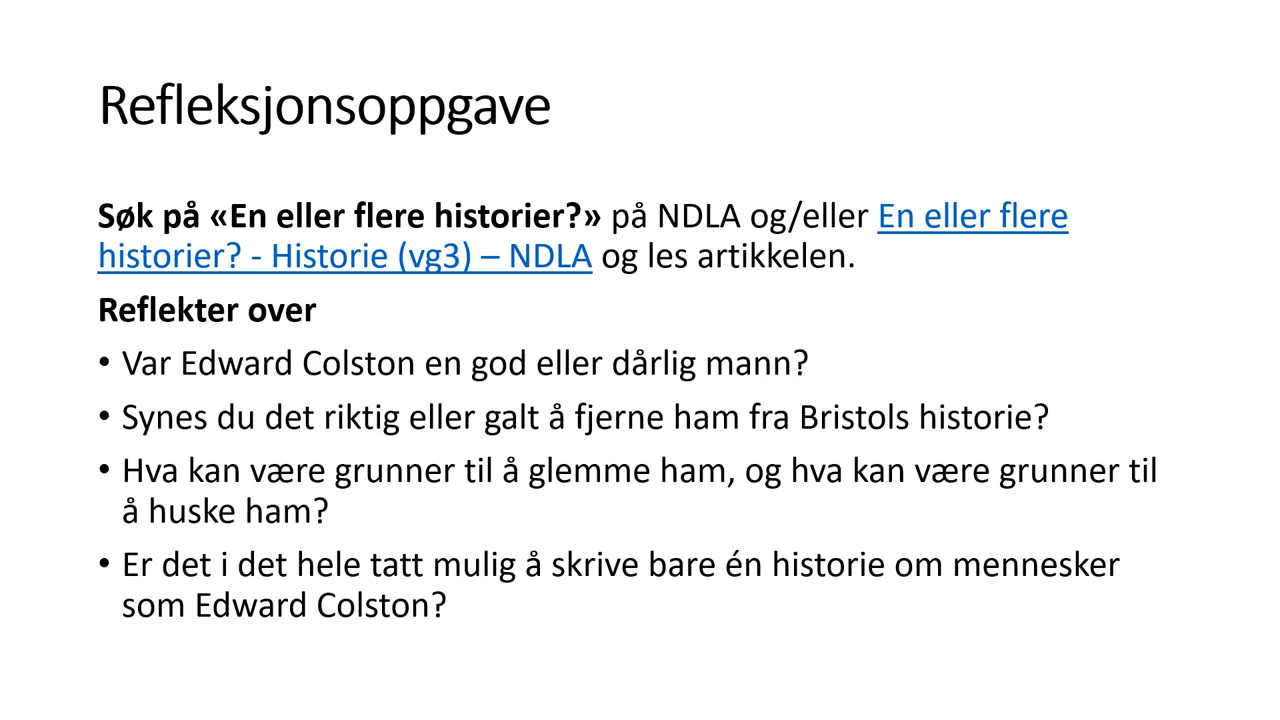 Refleksjonsoppgave
Søk på «En eller flere historier?» på NDLA og/eller En eller flere
historier? - Historie (vg3) – NDLA og les artikkelen.
Reflekter over
• Var Edward Colston en god eller dårlig mann?
• Synes du det riktig eller galt å fjerne ham fra Bristols historie?
• Hva kan være grunner til å glemme ham, og hva kan være grunner til
å huske ham?
• Er det i det hele tatt mulig å skrive bare én historie om mennesker
som Edward Colston?